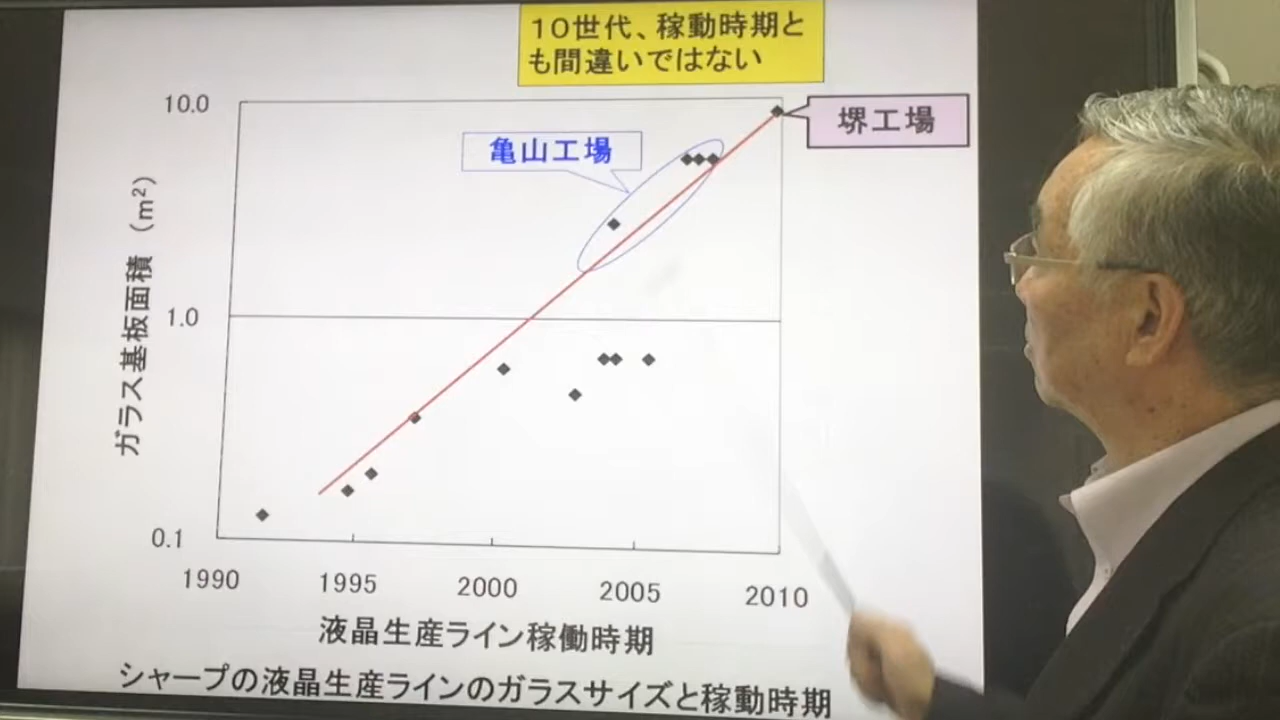 10世代、稼動時期と
も間違いではない
10.0
堺工場
亀山工場
ガラス基板面積 (m²)
1.0
0.1
1990 1995 2000 2005 2010
液晶生産ライン稼働時期
シャープの液晶生産ラインのガラスサイズと稼動時期